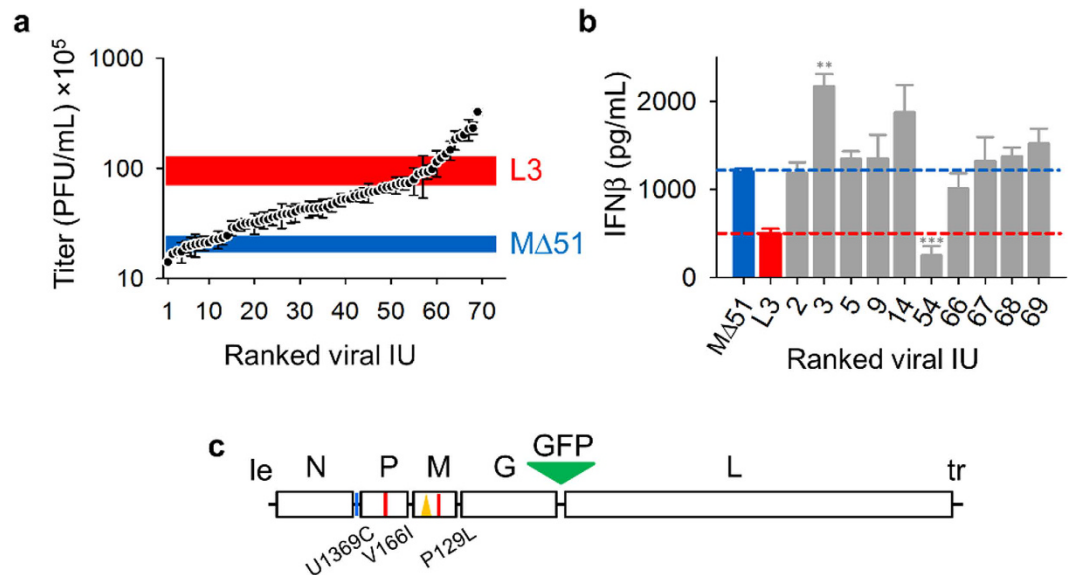 a
Titer (PFU/mL) ×10⁵
1000
100
10
L3
MΔ51
1 10 20 30 40 50 60 70
Ranked viral IU
b
IFNβ (pg/mL)
2000
1000
0
**
***
MΔ51 L3 2 3 5 9 14 54 66 67 68 69
Ranked viral IU
c
GFP
le N P M G L tr
U1369C V166I P129L